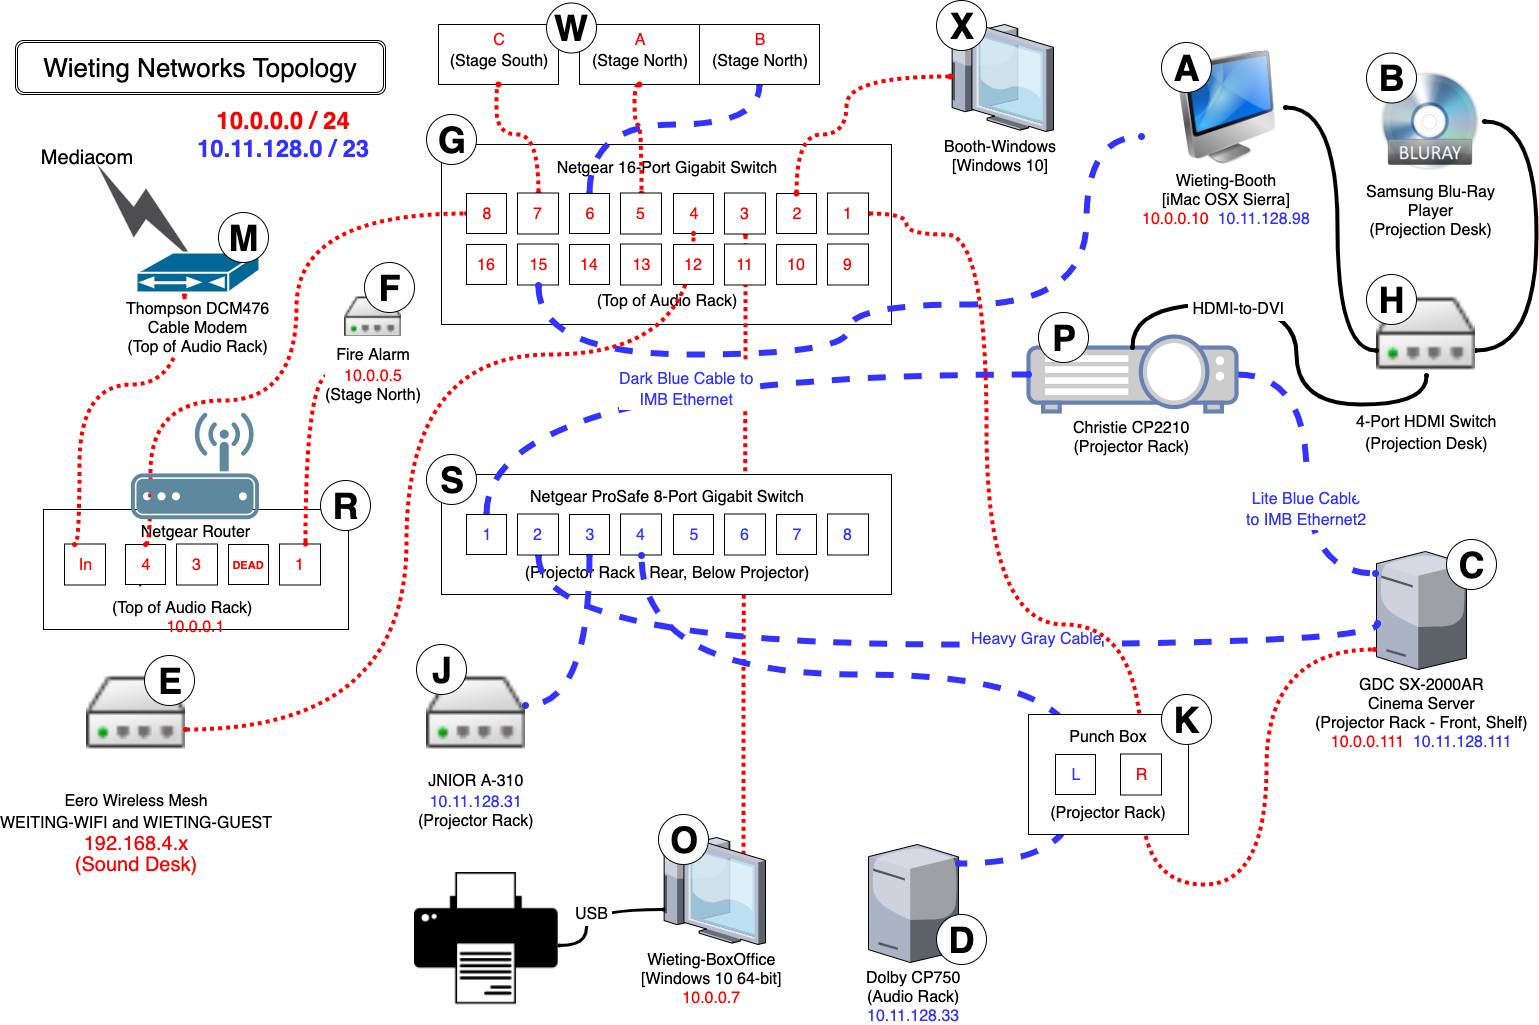 Wieting Networks Topology
10.0.0.0 / 24
10.11.128.0 / 23
Mediacom
M
Thompson DCM476
Cable Modem
(Top of Audio Rack)
F
Fire Alarm
10.0.0.5
(Stage North)
W
C
(Stage South)
A
(Stage North)
B
(Stage North)
X
Booth-Windows
[Windows 10]
A
Wieting-Booth
[iMac OSX Sierra]
10.0.0.10 10.11.128.98
B
BLURAY
Samsung Blu-Ray
Player
(Projection Desk)
G
Netgear 16-Port Gigabit Switch
8 7 6 5 4 3 2 1
16 15 14 13 12 11 10 9
(Top of Audio Rack)
H
4-Port HDMI Switch
(Projection Desk)
HDMI-to-DVI
P
Christie CP2210
(Projector Rack)
Dark Blue Cable to
IMB Ethernet
R
Netgear Router
In 4 3 DEAD 1
(Top of Audio Rack)
10.0.0.1
S
Netgear ProSafe 8-Port Gigabit Switch
1 2 3 4 5 6 7 8
(Projector Rack Rear, Below Projector)
Lite Blue Cable
to IMB Ethernet2
C
GDC SX-2000AR
Cinema Server
(Projector Rack - Front, Shelf)
10.0.0.111 10.11.128.111
Heavy Gray Cable
E
Eero Wireless Mesh
WEITING-WIFI and WIETING-GUEST
192.168.4.x
(Sound Desk)
J
JNIOR A-310
10.11.128.31
(Projector Rack)
K
Punch Box
L R
(Projector Rack)
O
USB
Wieting-BoxOffice
[Windows 10 64-bit]
10.0.0.7
D
Dolby CP750
(Audio Rack)
10.11.128.33